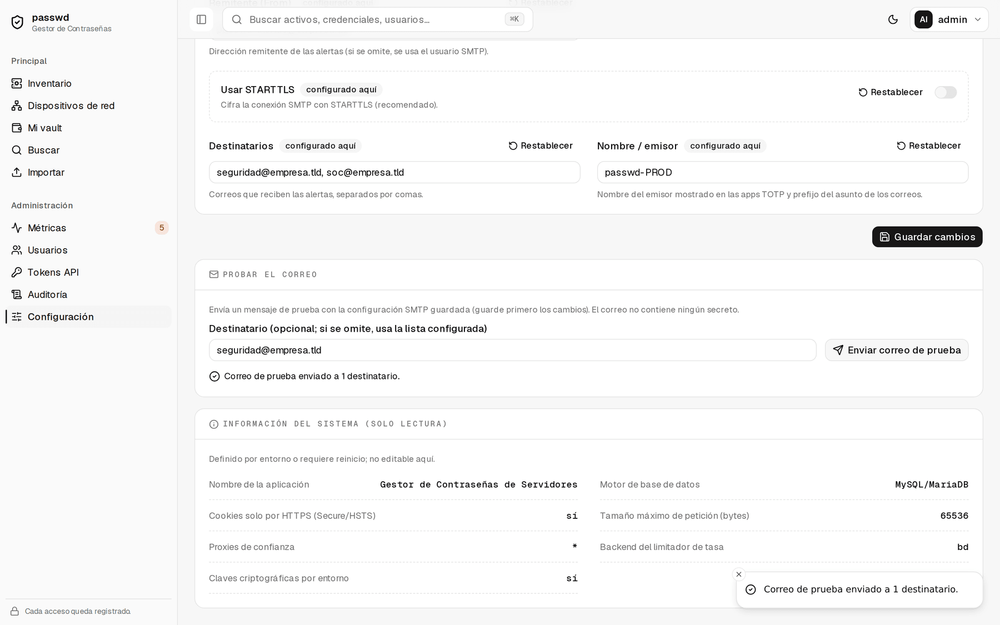 passwd
Gestor de Contraseñas
Principal
Inventario
Dispositivos de red
Mi vault
Buscar
Importar
Administración
Métricas
5
Usuarios
Tokens API
Auditoría
Configuración
Cada acceso queda registrado.
Buscar activos, credenciales, usuarios…
⌘K
AI
admin
Remitente (From) configurado aquí Restablecer
Dirección remitente de las alertas (si se omite, se usa el usuario SMTP).
Usar STARTTLS configurado aquí
Restablecer
Cifra la conexión SMTP con STARTTLS (recomendado).
Destinatarios configurado aquí Restablecer
seguridad@empresa.tld, soc@empresa.tld
Correos que reciben las alertas, separados por comas.
Nombre / emisor configurado aquí Restablecer
passwd-PROD
Nombre del emisor mostrado en las apps TOTP y prefijo del asunto de los correos.
Guardar cambios
PROBAR EL CORREO
Envía un mensaje de prueba con la configuración SMTP guardada (guarde primero los cambios). El correo no contiene ningún secreto.
Destinatario (opcional; si se omite, usa la lista configurada)
seguridad@empresa.tld
Enviar correo de prueba
Correo de prueba enviado a 1 destinatario.
INFORMACIÓN DEL SISTEMA (SOLO LECTURA)
Definido por entorno o requiere reinicio; no editable aquí.
Nombre de la aplicación Gestor de Contraseñas de Servidores
Motor de base de datos MySQL/MariaDB
Cookies solo por HTTPS (Secure/HSTS) sí
Tamaño máximo de petición (bytes) 65536
Proxies de confianza *
Backend del limitador de tasa bd
Claves criptográficas por entorno sí
Correo de prueba enviado a 1 destinatario.